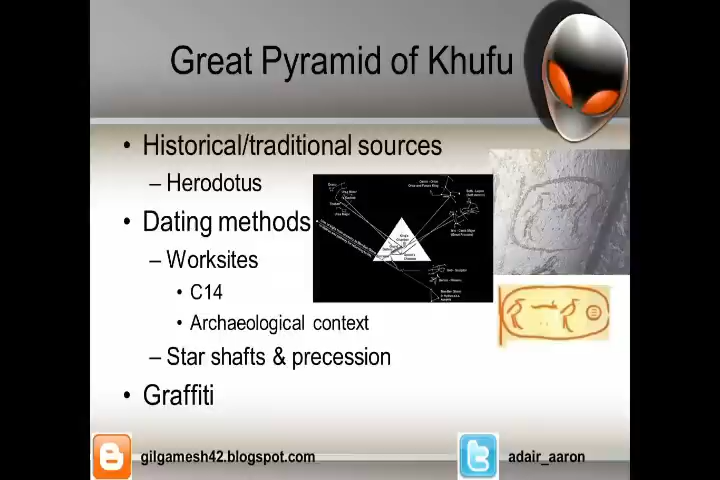 Great Pyramid of Khufu
• Historical/traditional sources
– Herodotus
• Dating methods
– Worksites
• C14
• Archaeological context
– Star shafts & precession
• Graffiti
gilgamesh42.blogspot.com
adair_aaron